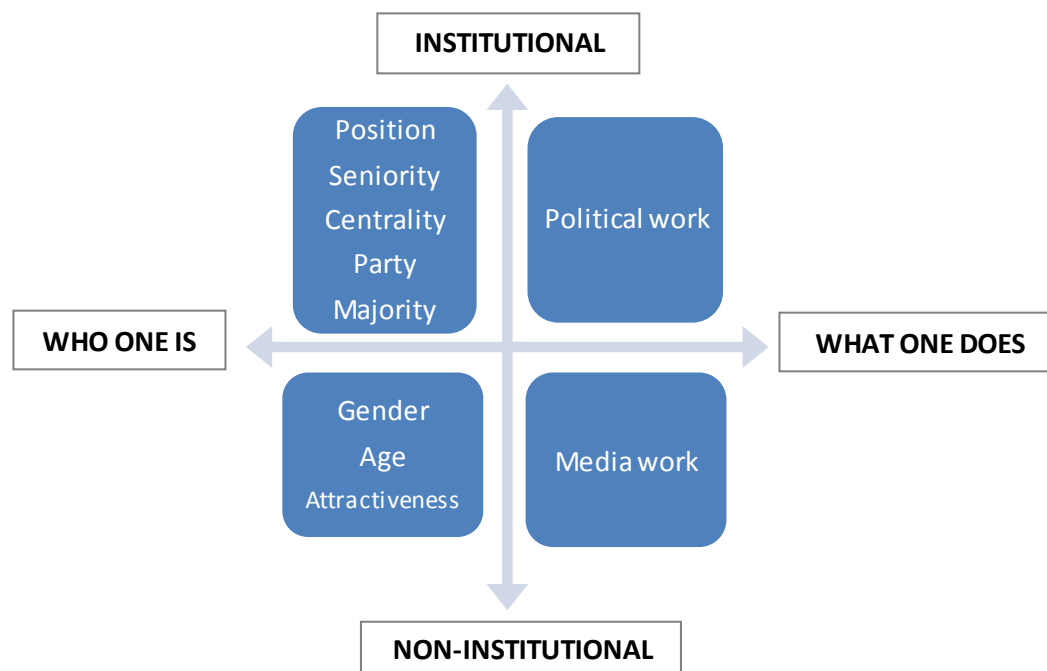 INSTITUTIONAL
Position
Seniority
Centrality
Party
Majority
Political work
WHO ONE IS
WHAT ONE DOES
Gender
Age
Attractiveness
Media work
NON-INSTITUTIONAL